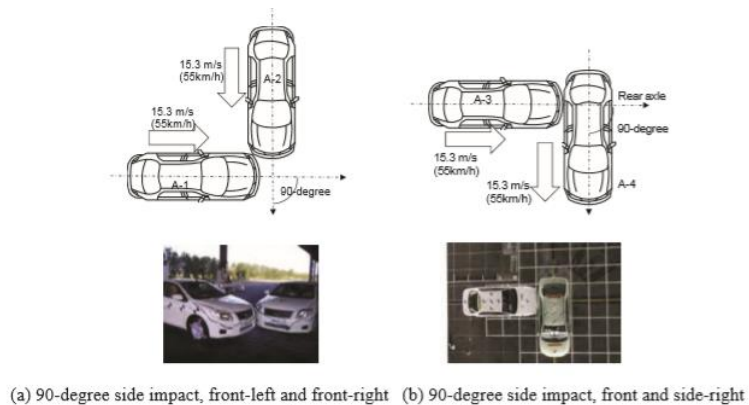 15.3 m/s
(55km/h)
A-2
15.3 m/s
(55km/h)
A-1
90-degree
A-3
Rear axle
90-degree
15.3 m/s
(55km/h)
15.3 m/s
(55km/h)
A-4
(a) 90-degree side impact, front-left and front-right
(b) 90-degree side impact, front and side-right